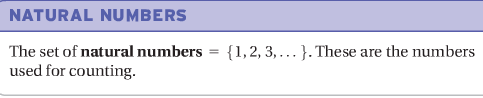 NATURAL NUMBERS
The set of natural numbers = {1, 2, 3, . . . }. These are the numbers
used for counting.